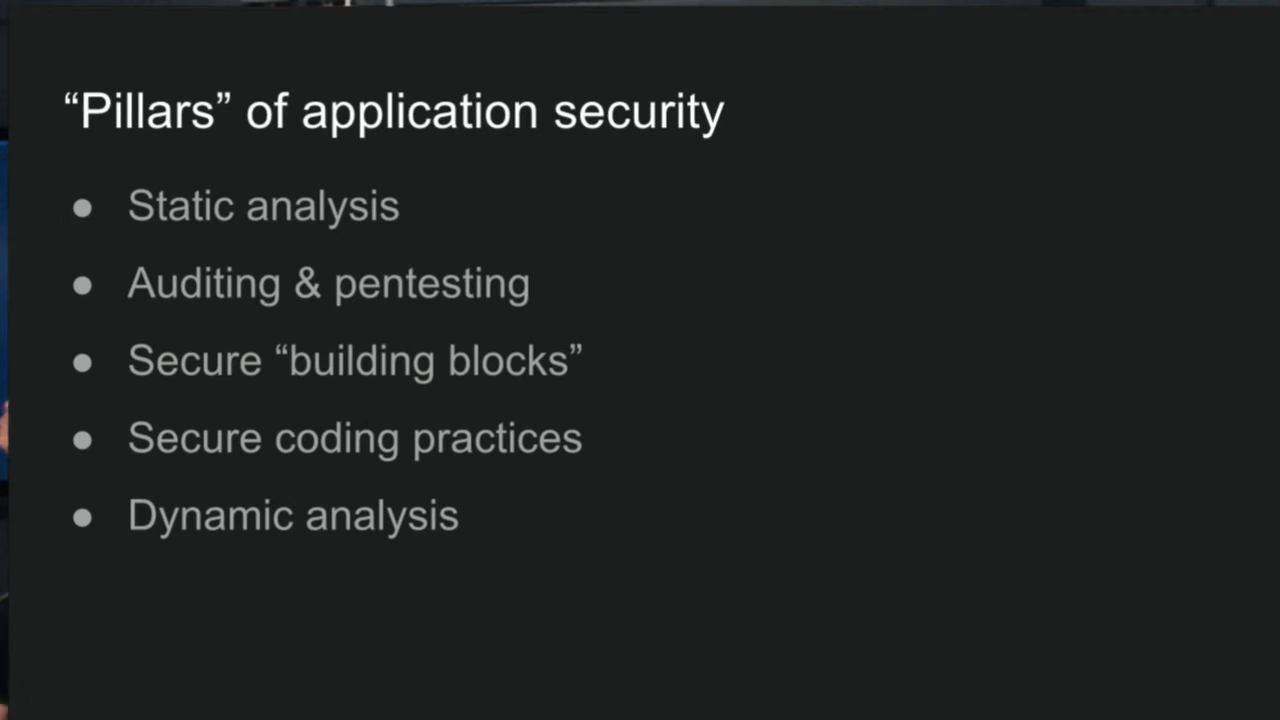 “Pillars” of application security
● Static analysis
● Auditing & pentesting
● Secure “building blocks”
● Secure coding practices
● Dynamic analysis